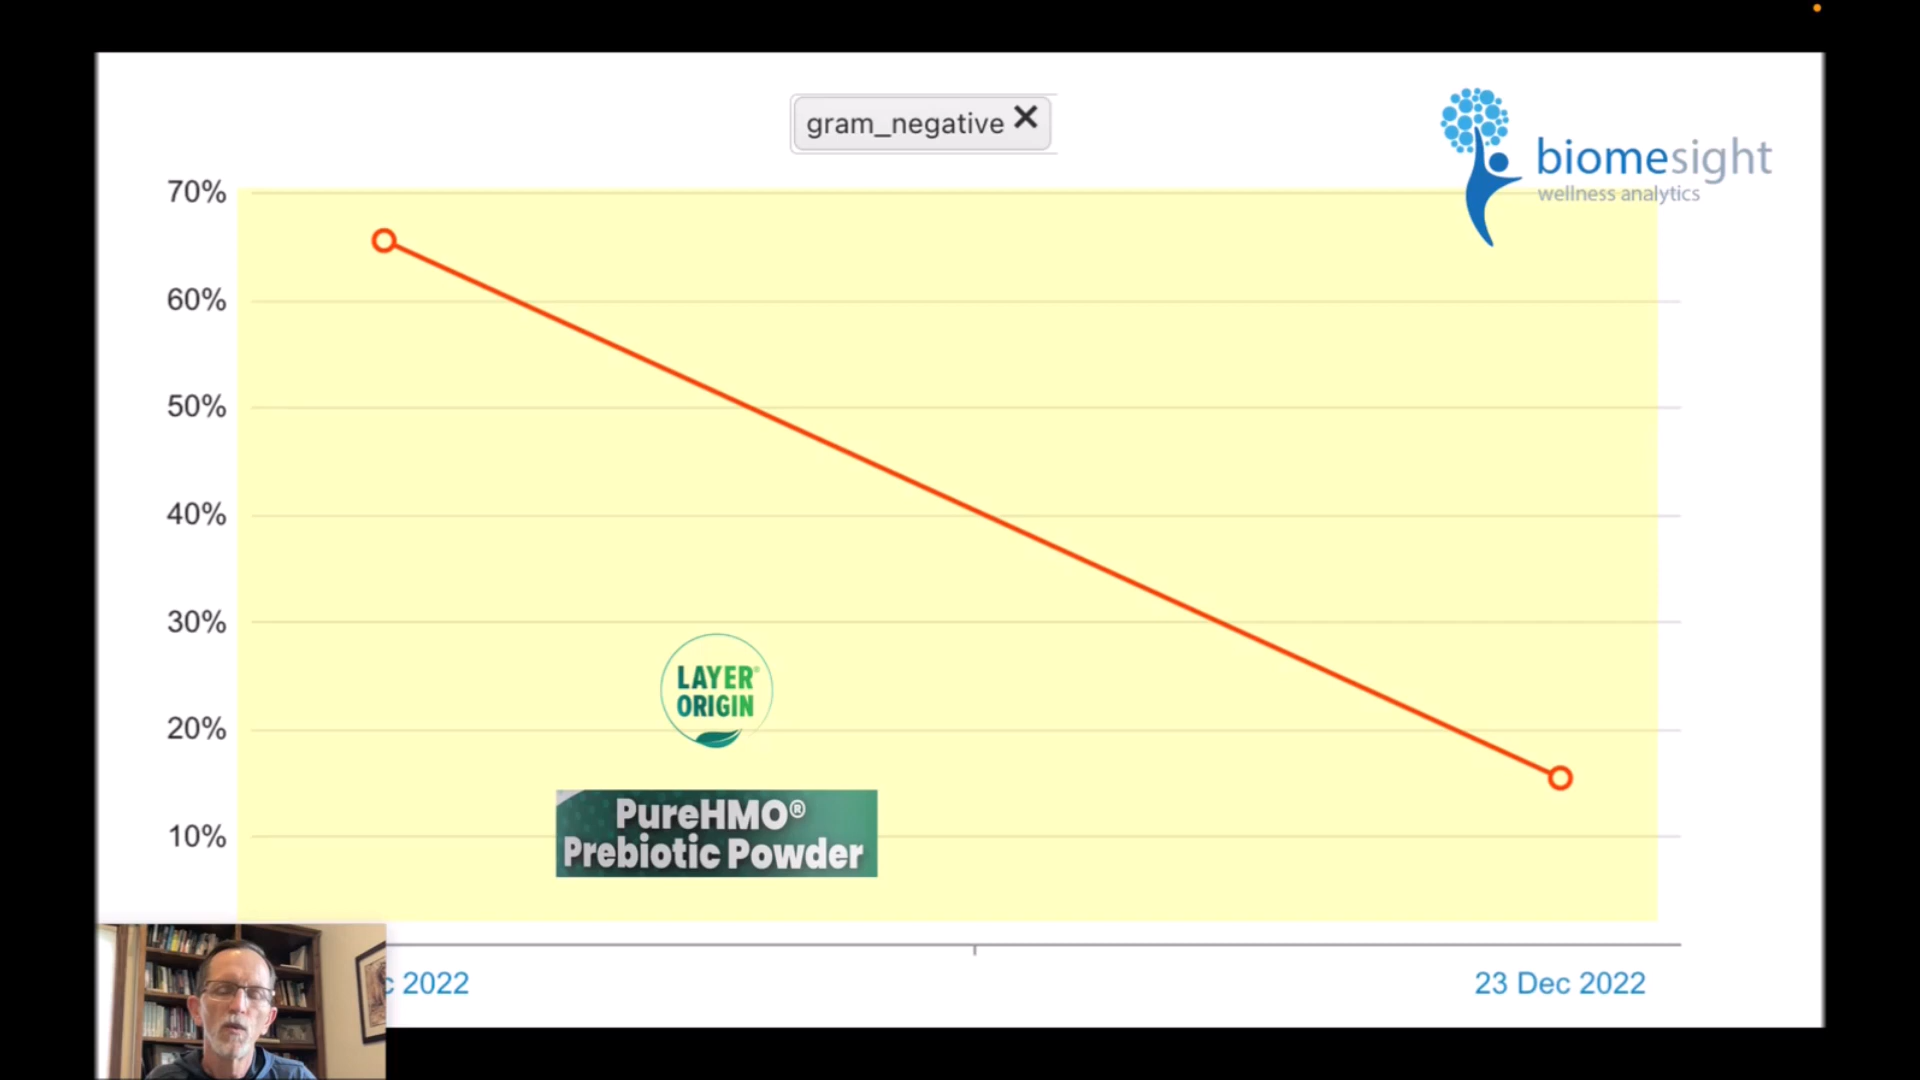 gram_negative ✕
biomesight
wellness analytics
70%
60%
50%
40%
30%
20%
10%
LAYER®
ORIGIN
PureHMO®
Prebiotic Powder
c 2022
23 Dec 2022